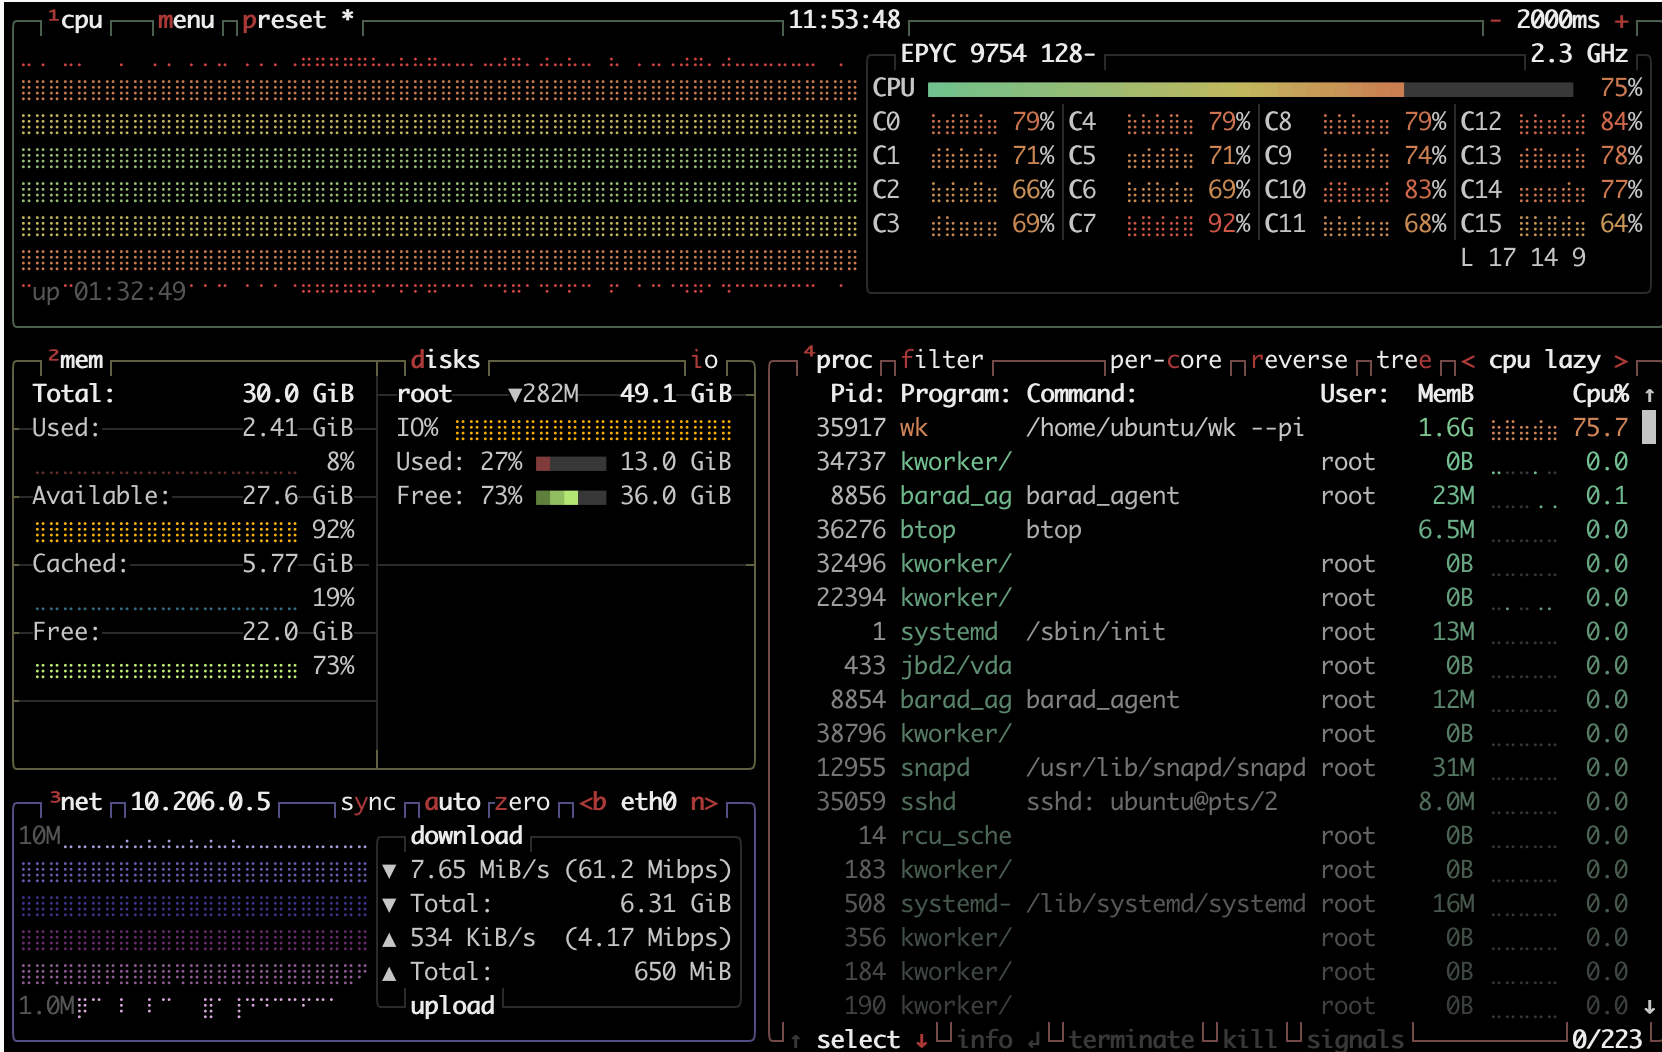 ¹cpu menu preset * 11:53:48 - 2000ms +
EPYC 9754 128- 2.3 GHz
CPU 75%
C0 79% C4 79% C8 79% C12 84%
C1 71% C5 71% C9 74% C13 78%
C2 66% C6 69% C10 83% C14 77%
C3 69% C7 92% C11 68% C15 64%
L 17 14 9
up 01:32:49
²mem disks io
Total: 30.0 GiB
Used: 2.41 GiB
8%
Available: 27.6 GiB
92%
Cached: 5.77 GiB
19%
Free: 22.0 GiB
73%
root ▼282M 49.1 GiB
IO%
Used: 27% 13.0 GiB
Free: 73% 36.0 GiB
³net 10.206.0.5 sync auto zero <b eth0 n>
10M
download
▼ 7.65 MiB/s (61.2 Mibps)
▼ Total: 6.31 GiB
▲ 534 KiB/s (4.17 Mibps)
▲ Total: 650 MiB
1.0M
upload
⁴proc filter per-core reverse tree < cpu lazy >
Pid: Program: Command: User: MemB Cpu% ↑
35917 wk /home/ubuntu/wk --pi 1.6G 75.7
34737 kworker/ root 0B 0.0
8856 barad_ag barad_agent root 23M 0.1
36276 btop btop 6.5M 0.0
32496 kworker/ root 0B 0.0
22394 kworker/ root 0B 0.0
1 systemd /sbin/init root 13M 0.0
433 jbd2/vda root 0B 0.0
8854 barad_ag barad_agent root 12M 0.0
38796 kworker/ root 0B 0.0
12955 snapd /usr/lib/snapd/snapd root 31M 0.0
35059 sshd sshd: ubuntu@pts/2 8.0M 0.0
14 rcu_sche root 0B 0.0
183 kworker/ root 0B 0.0
508 systemd- /lib/systemd/systemd root 16M 0.0
356 kworker/ root 0B 0.0
184 kworker/ root 0B 0.0
190 kworker/ root 0B 0.0 ↓
↑ select ↓ info ↲ terminate kill signals 0/223